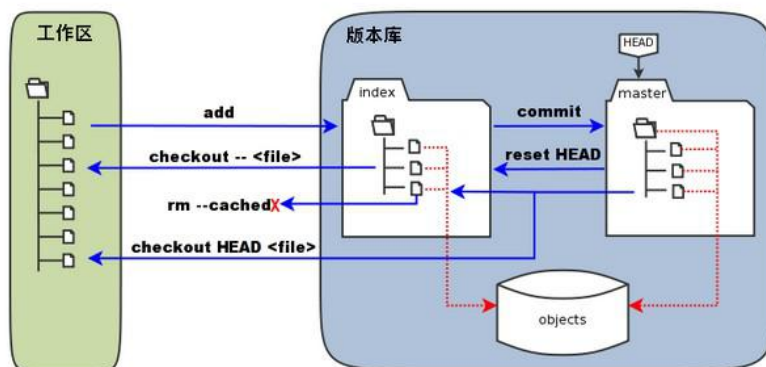 工作区
版本库
HEAD
index
master
add
commit
checkout -- <file>
reset HEAD
rm --cached
X
checkout HEAD <file>
objects